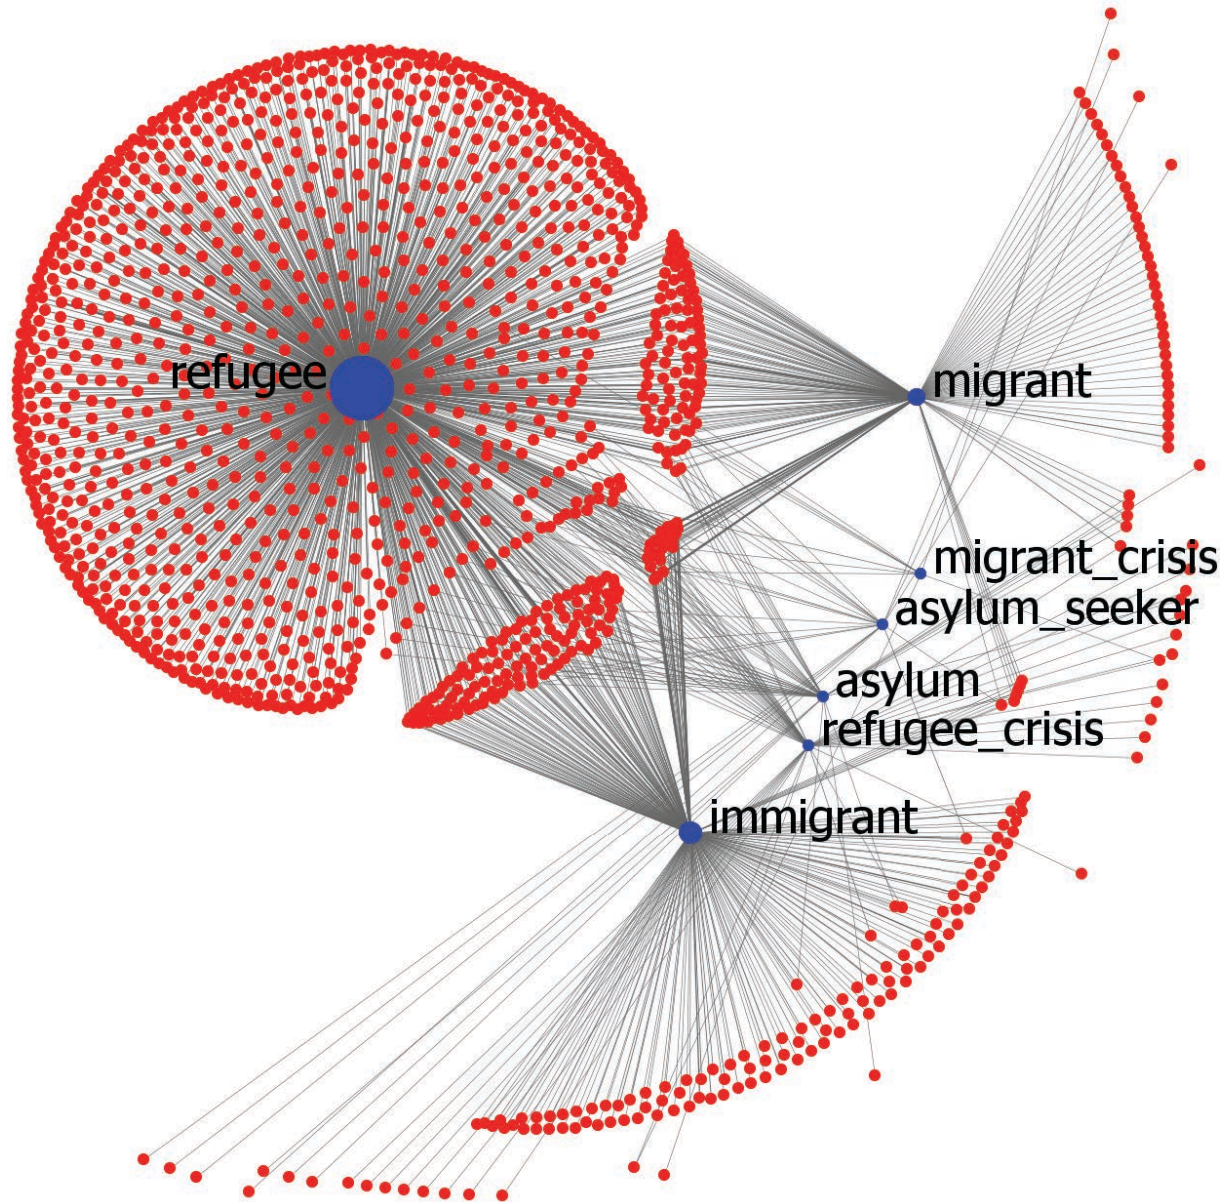 refugee
migrant
migrant_crisis
asylum_seeker
asylum
refugee_crisis
immigrant